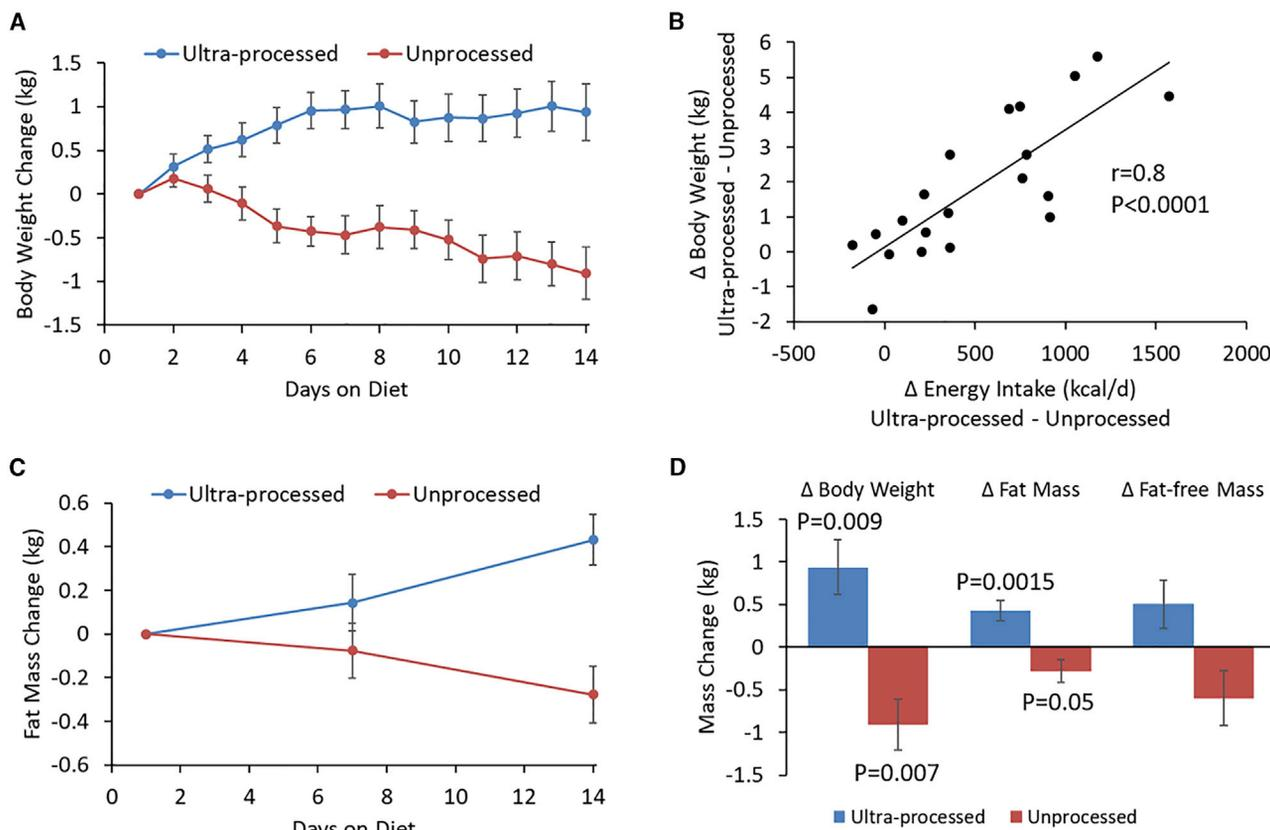 A
Ultra-processed Unprocessed
Body Weight Change (kg)
1.5
1
0.5
0
-0.5
-1
-1.5
0 2 4 6 8 10 12 14
Days on Diet
B
Δ Body Weight (kg)
Ultra-processed - Unprocessed
6
5
4
3
2
1
0
-1
-2
r=0.8
P<0.0001
-500 0 500 1000 1500 2000
Δ Energy Intake (kcal/d)
Ultra-processed - Unprocessed
C
Ultra-processed Unprocessed
Fat Mass Change (kg)
0.6
0.4
0.2
0
-0.2
-0.4
-0.6
0 2 4 6 8 10 12 14
Days on Diet
D
Δ Body Weight Δ Fat Mass Δ Fat-free Mass
Mass Change (kg)
1.5
1
0.5
0
-0.5
-1
-1.5
P=0.009
P=0.0015
P=0.05
P=0.007
Ultra-processed Unprocessed